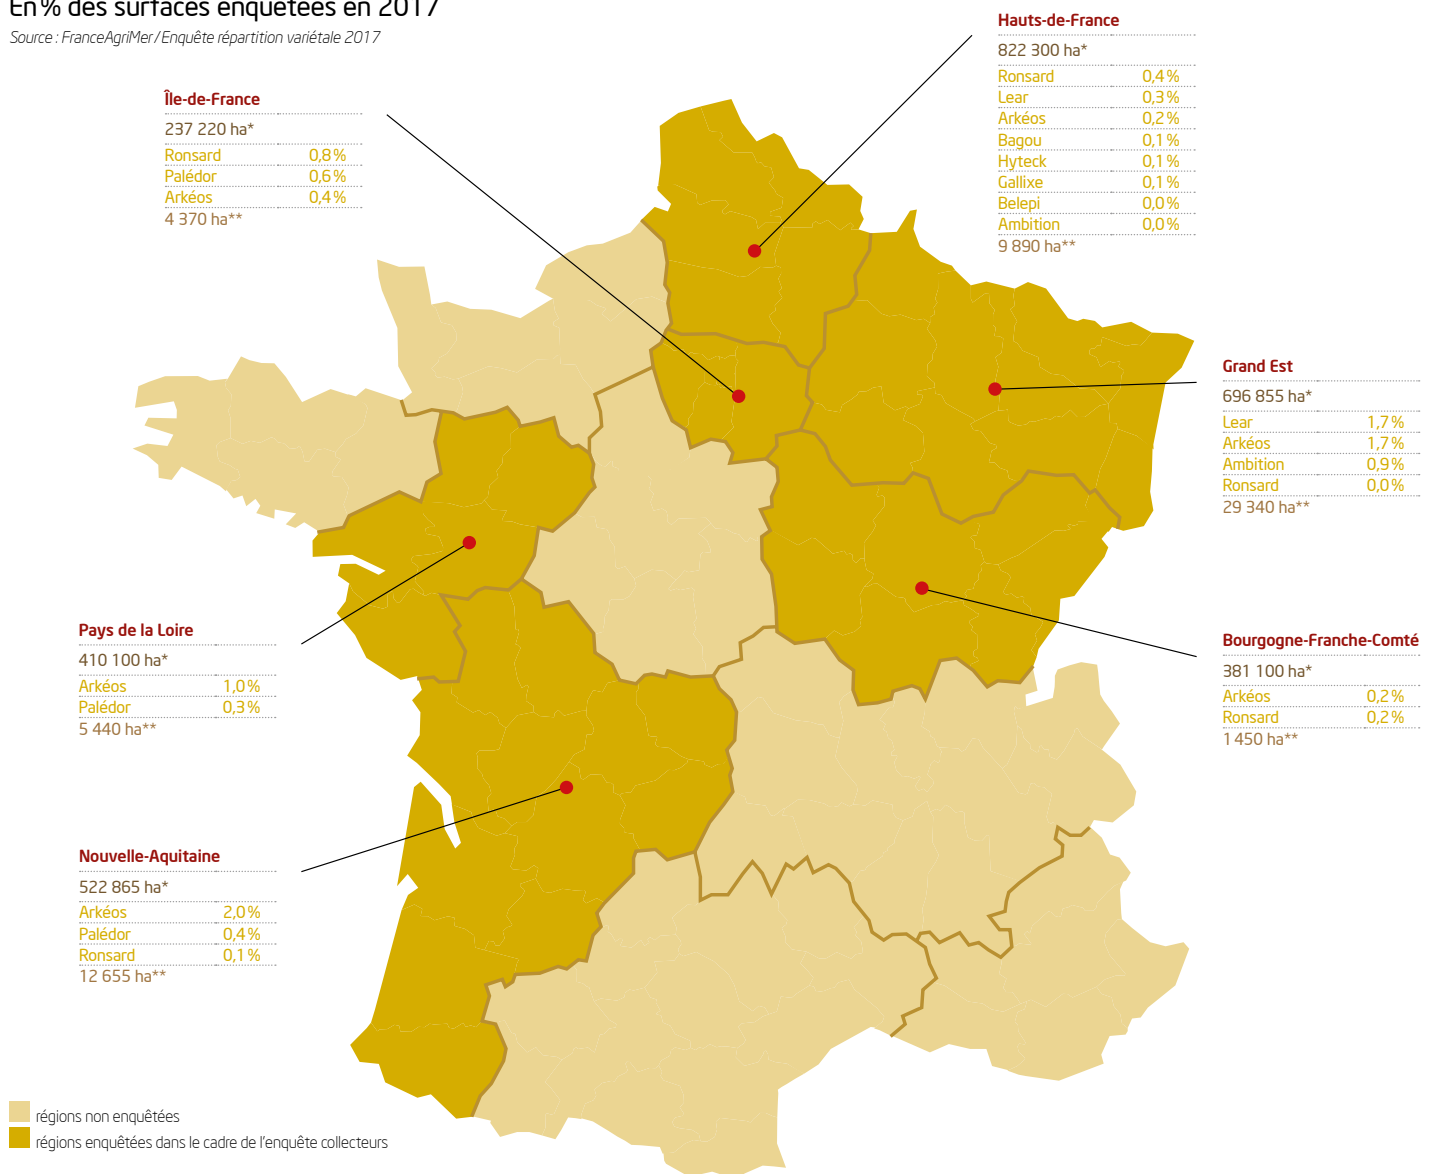 En % des surfaces enquêtées en 2017
Source : FranceAgriMer / Enquête répartition variétale 2017
Hauts-de-France
822 300 ha*
Ronsard 0,4 %
Lear 0,3 %
Arkéos 0,2 %
Bagou 0,1 %
Hyteck 0,1 %
Gallixe 0,1 %
Belepi 0,0 %
Ambition 0,0 %
9 890 ha**
Île-de-France
237 220 ha*
Ronsard 0,8 %
Palédor 0,6 %
Arkéos 0,4 %
4 370 ha**
Grand Est
696 855 ha*
Lear 1,7 %
Arkéos 1,7 %
Ambition 0,9 %
Ronsard 0,0 %
29 340 ha**
Pays de la Loire
410 100 ha*
Arkéos 1,0 %
Palédor 0,3 %
5 440 ha**
Bourgogne-Franche-Comté
381 100 ha*
Arkéos 0,2 %
Ronsard 0,2 %
1 450 ha**
Nouvelle-Aquitaine
522 865 ha*
Arkéos 2,0 %
Palédor 0,4 %
Ronsard 0,1 %
12 655 ha**
régions non enquêtées
régions enquêtées dans le cadre de l'enquête collecteurs